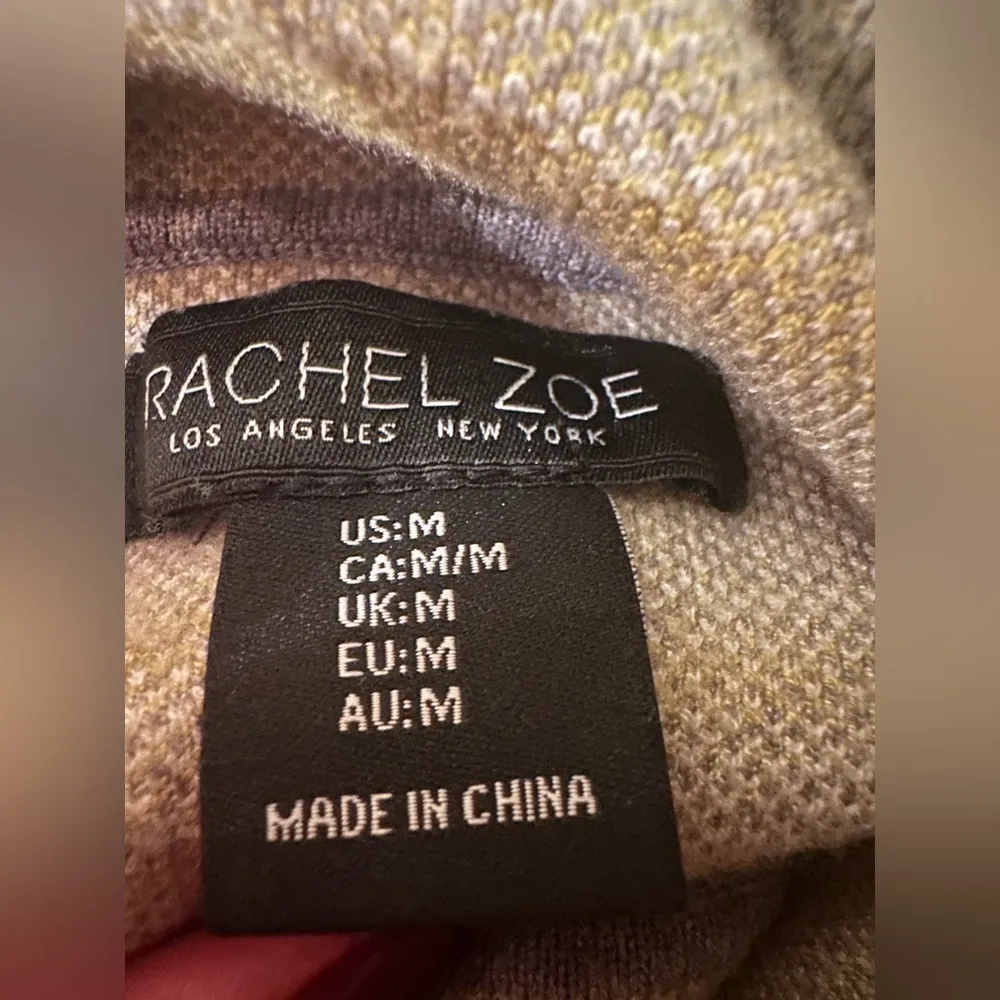 RACHEL ZOE
LOS ANGELES NEW YORK
US:M
CA:M/M
UK:M
EU:M
AU:M
MADE IN CHINA